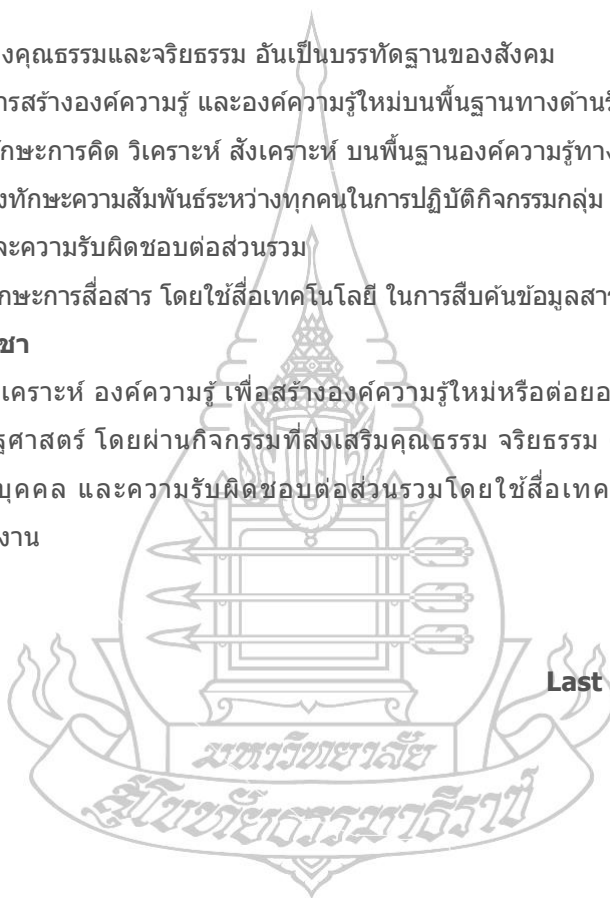 งคุณธรรมและจริยธรรม อันเป็นบรรทัดฐานของสังคม
ารสร้างองค์ความรู้ และองค์ความรู้ใหม่บนพื้นฐานทางด้านรั
ักษะการคิด วิเคราะห์ สังเคราะห์ บนพื้นฐานองค์ความรู้ทาง
งทักษะความสัมพันธ์ระหว่างทุกคนในการปฏิบัติกิจกรรมกลุ่ม
ละความรับผิดชอบต่อส่วนรวม
ักษะการสื่อสาร โดยใช้สื่อเทคโนโลยี ในการสืบค้นข้อมูลสาร
ชา
เคราะห์ องค์ความรู้ เพื่อสร้างองค์ความรู้ใหม่หรือต่อยอ
ฐศาสตร์ โดยผ่านกิจกรรมที่ส่งเสริมคุณธรรม จริยธรรม
บุคคล และความรับผิดชอบต่อส่วนรวมโดยใช้สื่อเทค
งาน
Last
มหาวิทยาลัย
สุโขทัยธรรมาธิราช